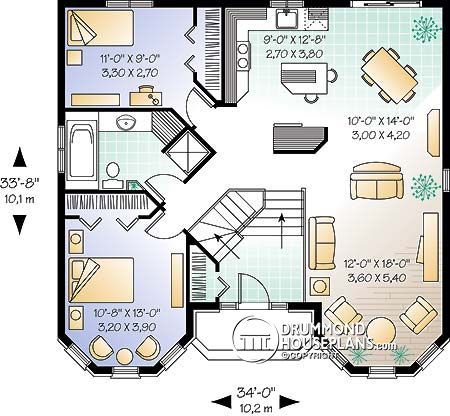 11'-0" X 9'-0"
3,30 X 2,70
9'-0" X 12'-8"
2,70 X 3,80
10'-0" X 14'-0"
3,00 X 4,20
33'-8"
10,1 m
12'-0" X 18'-0"
3,60 X 5,40
10'-8" X 13'-0"
3,20 X 3,90
DRUMMOND
HOUSEPLANS.COM
© COPYRIGHT
34'-0"
10,2 m